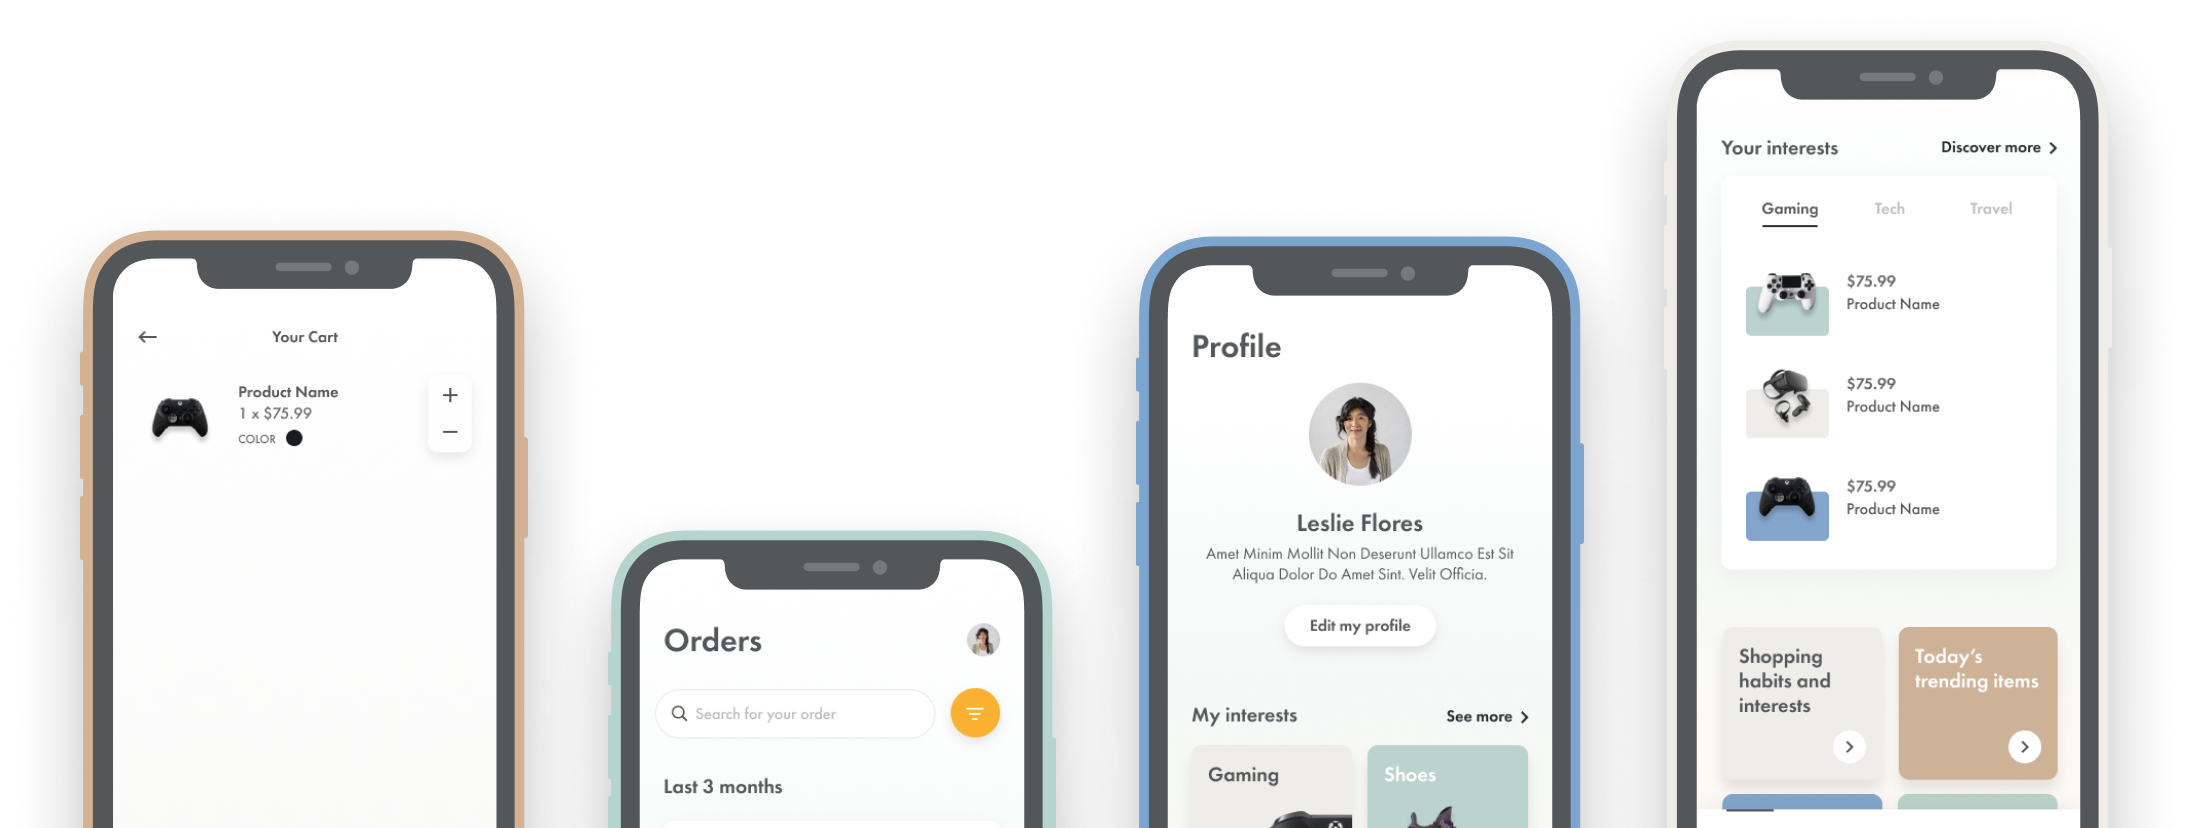 Your Cart
Product Name
1 x $75.99
COLOR
Orders
Search for your order
Last 3 months
Profile
Leslie Flores
Amet Minim Mollit Non Deserunt Ullamco Est Sit
Aliqua Dolor Do Amet Sint. Velit Officia.
Edit my profile
My interests
See more
Gaming
Shoes
Your interests
Discover more
Gaming
Tech
Travel
$75.99
Product Name
$75.99
Product Name
$75.99
Product Name
Shopping
habits and
interests
Today's
trending items